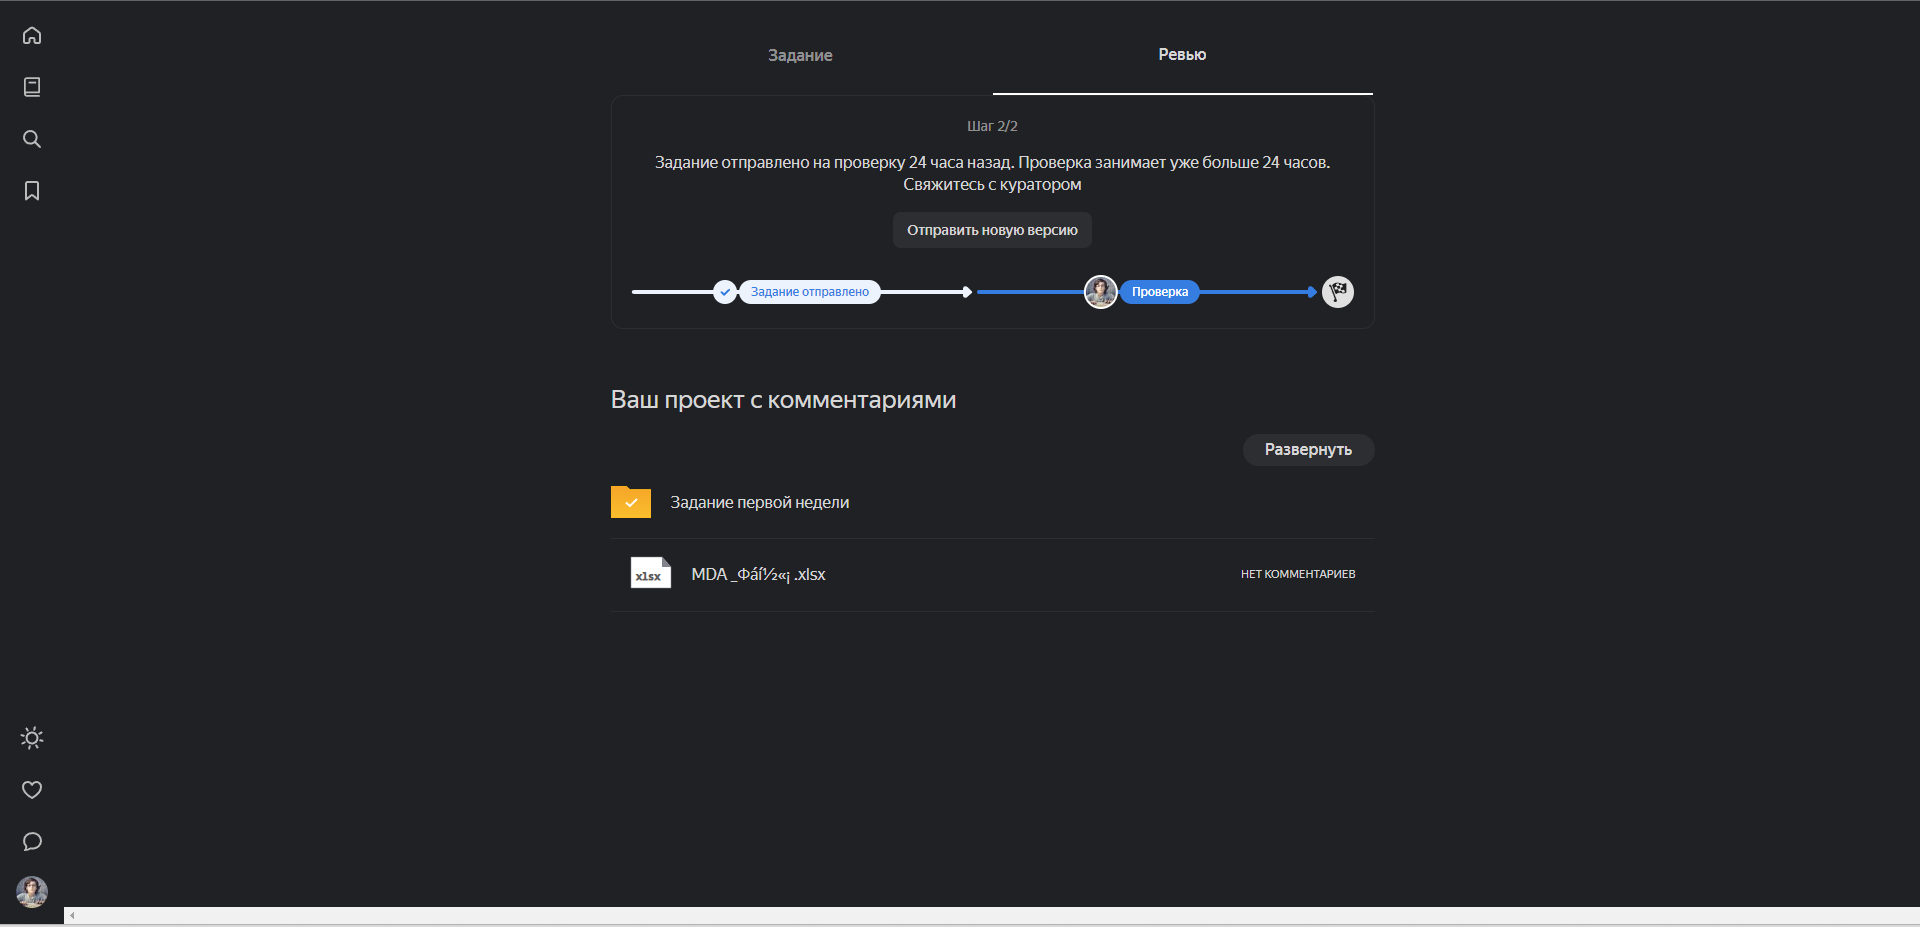 Задание
Ревью
Шаг 2/2
Задание отправлено на проверку 24 часа назад. Проверка занимает уже больше 24 часов.
Свяжитесь с куратором
Отправить новую версию
Задание отправлено
Проверка
Ваш проект с комментариями
Развернуть
Задание первой недели
xlsx
MDA _Фáí½«¡ .xlsx
НЕТ КОММЕНТАРИЕВ